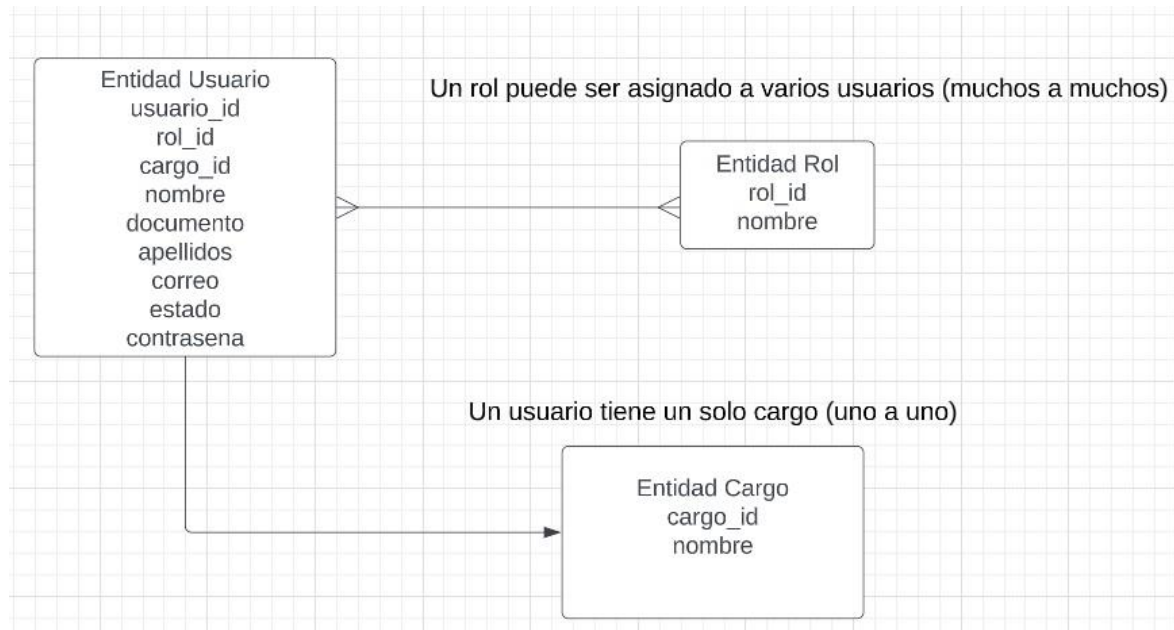 Entidad Usuario
usuario_id
rol_id
cargo_id
nombre
documento
apellidos
correo
estado
contrasena
Un rol puede ser asignado a varios usuarios (muchos a muchos)
Entidad Rol
rol_id
nombre
Un usuario tiene un solo cargo (uno a uno)
Entidad Cargo
cargo_id
nombre